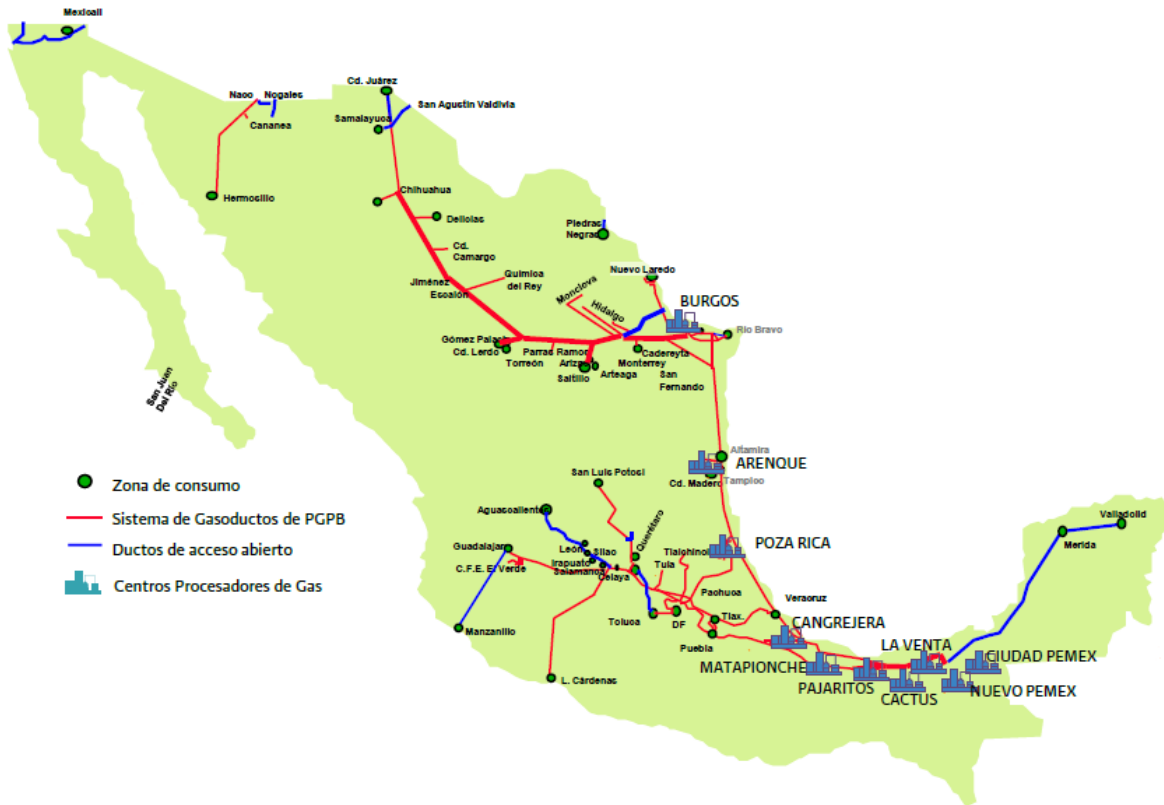 Mexicali
Naco
Nogales
Cananea
Hermosillo
Cd. Juárez
San Agustin Valdivia
Samalayuca
Chihuahua
Delicias
Cd.
Camargo
Jiménez
Escalón
Quimica
del Rey
Piedras
Negras
Nuevo Laredo
Monclova
Hidalgo
BURGOS
Rio Bravo
Gómez Palacio
Cd. Lerdo
Torreón
Parras
Ramos
Arizpe
Saltillo
Arteaga
Monterrey
Cadereyta
San
Fernando
San Juan
Del Río
Altamira
ARENQUE
Cd. Madero
Tampico
San Luis Potosí
Aguascalientes
Querétaro
León
Silao
Irapuato
Salamanca
Celaya
Guadalajara
C.F.E. El Verde
Manzanillo
L. Cárdenas
Tlalchinol
Tula
Pachuca
POZA RICA
Toluca
DF
Tlax.
Puebla
Veracruz
CANGREJERA
MATAPIONCHE
PAJARITOS
LA VENTA
CACTUS
CIUDAD PEMEX
NUEVO PEMEX
Merida
Valladolid
Zona de consumo
Sistema de Gasoductos de PGPB
Ductos de acceso abierto
Centros Procesadores de Gas